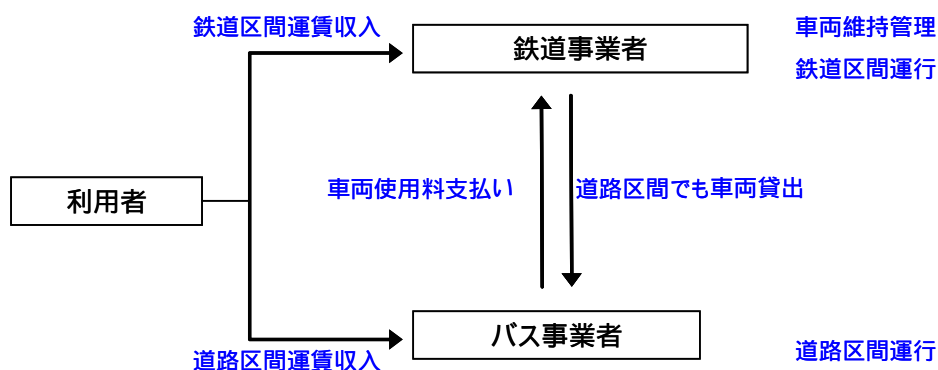 鉄道区間運賃収入
鉄道事業者
車両維持管理
鉄道区間運行
利用者
車両使用料支払い
道路区間でも車両貸出
バス事業者
道路区間運賃収入
道路区間運行